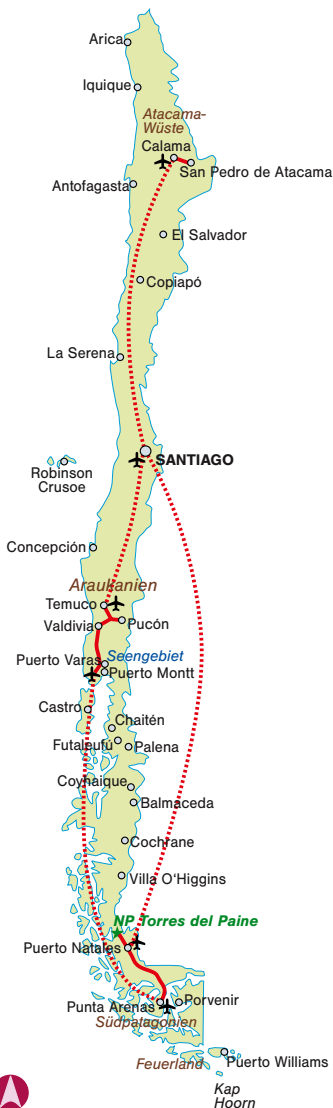 Arica
Iquique
Atacama-
Wüste
Calama
San Pedro de Atacama
Antofagasta
El Salvador
Copiapó
La Serena
SANTIAGO
Robinson
Crusoe
Concepción
Araukanien
Temuco
Pucón
Valdivia
Puerto Varas
Seengebiet
Puerto Montt
Castro
Chaitén
Futaleufú
Palena
Coyhaique
Balmaceda
Cochrane
Villa O'Higgins
NP Torres del Paine
Puerto Natales
Punta Arenas
Porvenir
Südpatagonien
Feuerland
Puerto Williams
Kap
Hoorn